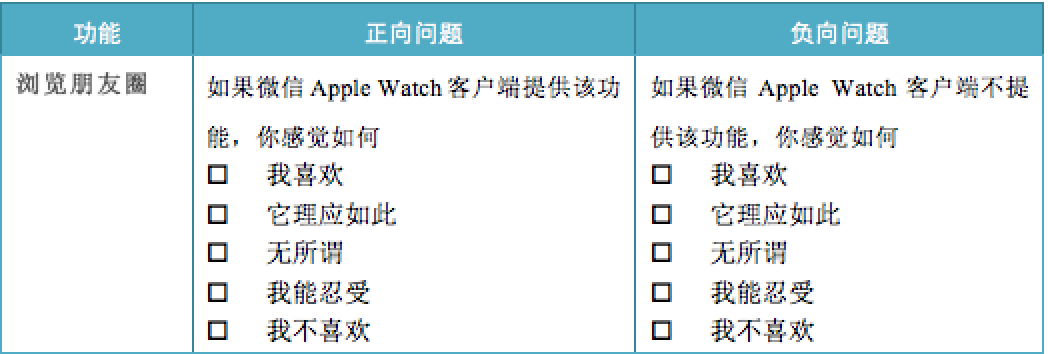 功能 正向问题 负向问题
浏览朋友圈
如果微信 Apple Watch 客户端提供该功
能，你感觉如何
□ 我喜欢
□ 它理应如此
□ 无所谓
□ 我能忍受
□ 我不喜欢
如果微信 Apple Watch 客户端不提
供该功能，你感觉如何
□ 我喜欢
□ 它理应如此
□ 无所谓
□ 我能忍受
□ 我不喜欢